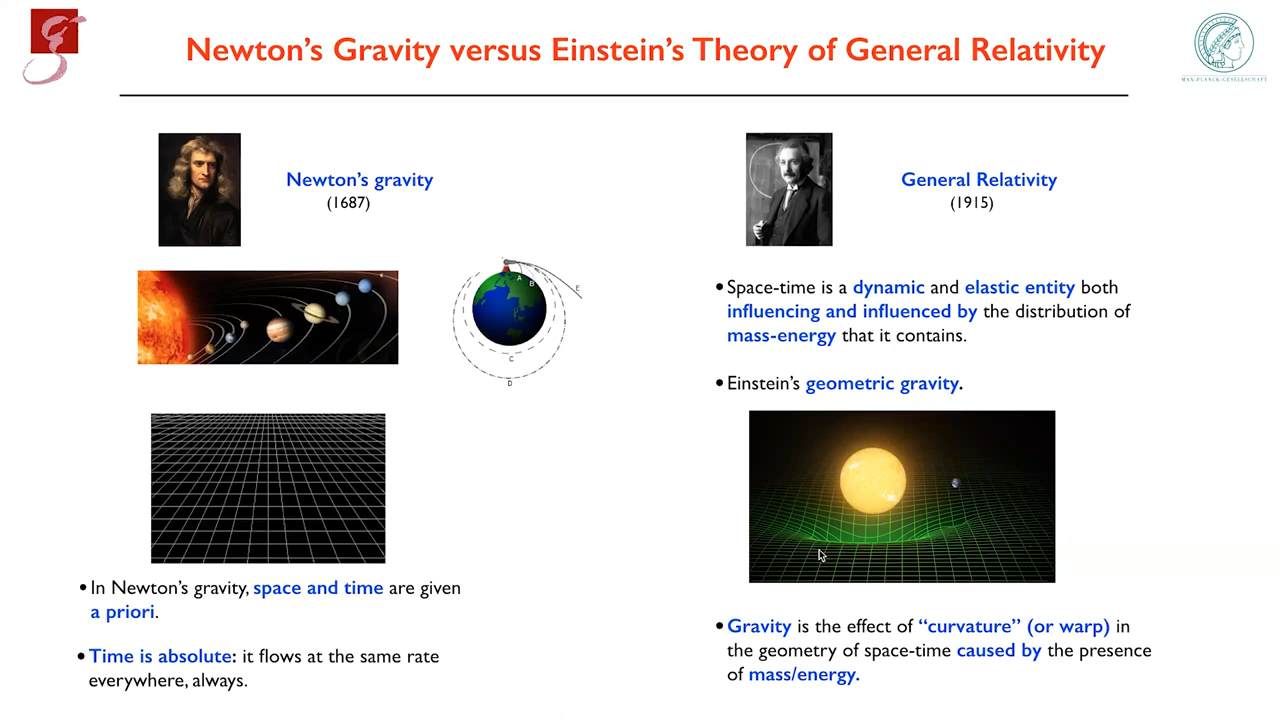 Newton's Gravity versus Einstein's Theory of General Relativity
MAX-PLANCK-GESELLSCHAFT
Newton's gravity
(1687)
A
B
E
C
D
• In Newton's gravity, space and time are given
a priori.
• Time is absolute: it flows at the same rate
everywhere, always.
General Relativity
(1915)
• Space-time is a dynamic and elastic entity both
influencing and influenced by the distribution of
mass-energy that it contains.
• Einstein's geometric gravity.
• Gravity is the effect of “curvature” (or warp) in
the geometry of space-time caused by the presence
of mass/energy.